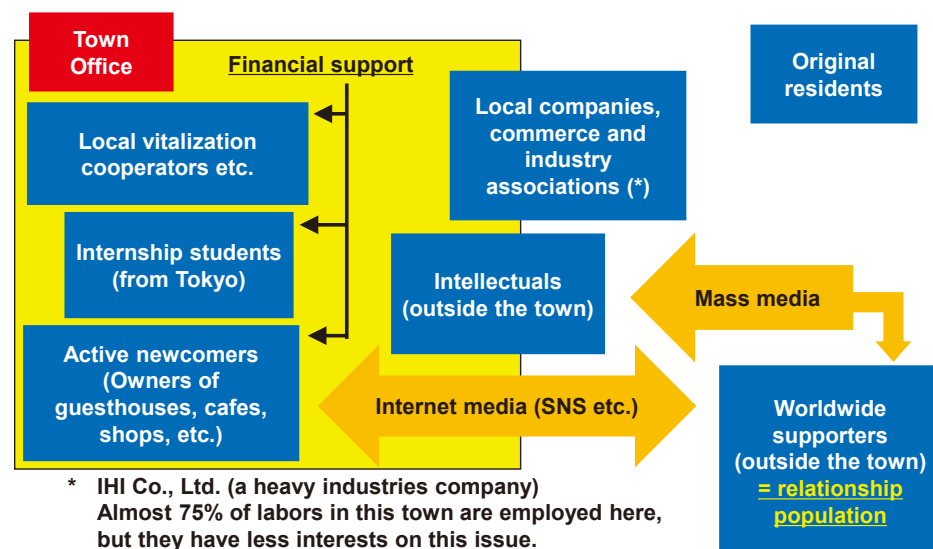 Town
Office
Financial support
Local vitalization
cooperators etc.
Internship students
(from Tokyo)
Active newcomers
(Owners of
guesthouses, cafes,
shops, etc.)
Local companies,
commerce and
industry
associations (*)
Original
residents
Intellectuals
(outside the town)
Mass media
Internet media (SNS etc.)
Worldwide
supporters
(outside the town)
= relationship
population
* IHI Co., Ltd. (a heavy industries company)
Almost 75% of labors in this town are employed here,
but they have less interests on this issue.